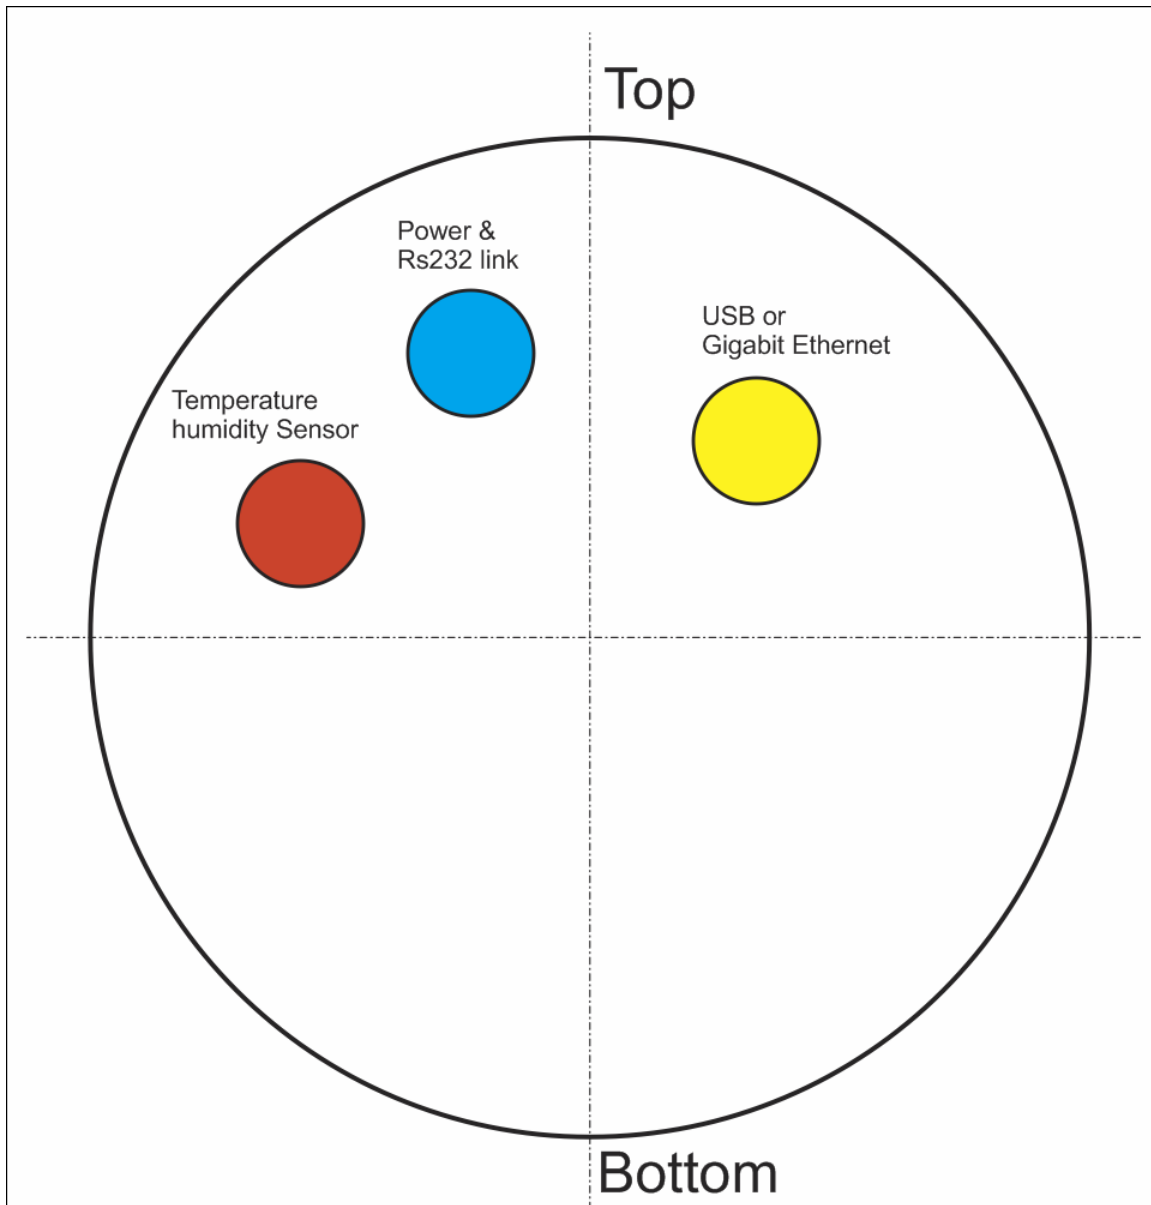 Top
Power &
Rs232 link
USB or
Gigabit Ethernet
Temperature
humidity Sensor
Bottom